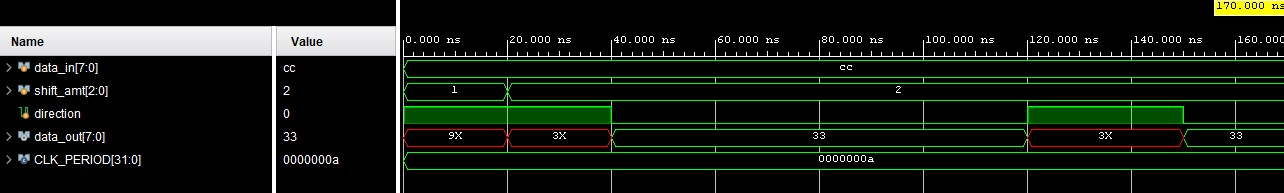 170.000 ns
Name Value 0.000 ns 20.000 ns 40.000 ns 60.000 ns 80.000 ns 100.000 ns 120.000 ns 140.000 ns 160.000
data_in[7:0] cc cc
shift_amt[2:0] 2 1 2
direction 0
data_out[7:0] 33 9X 3X 33 3X 33
CLK_PERIOD[31:0] 0000000a 0000000a